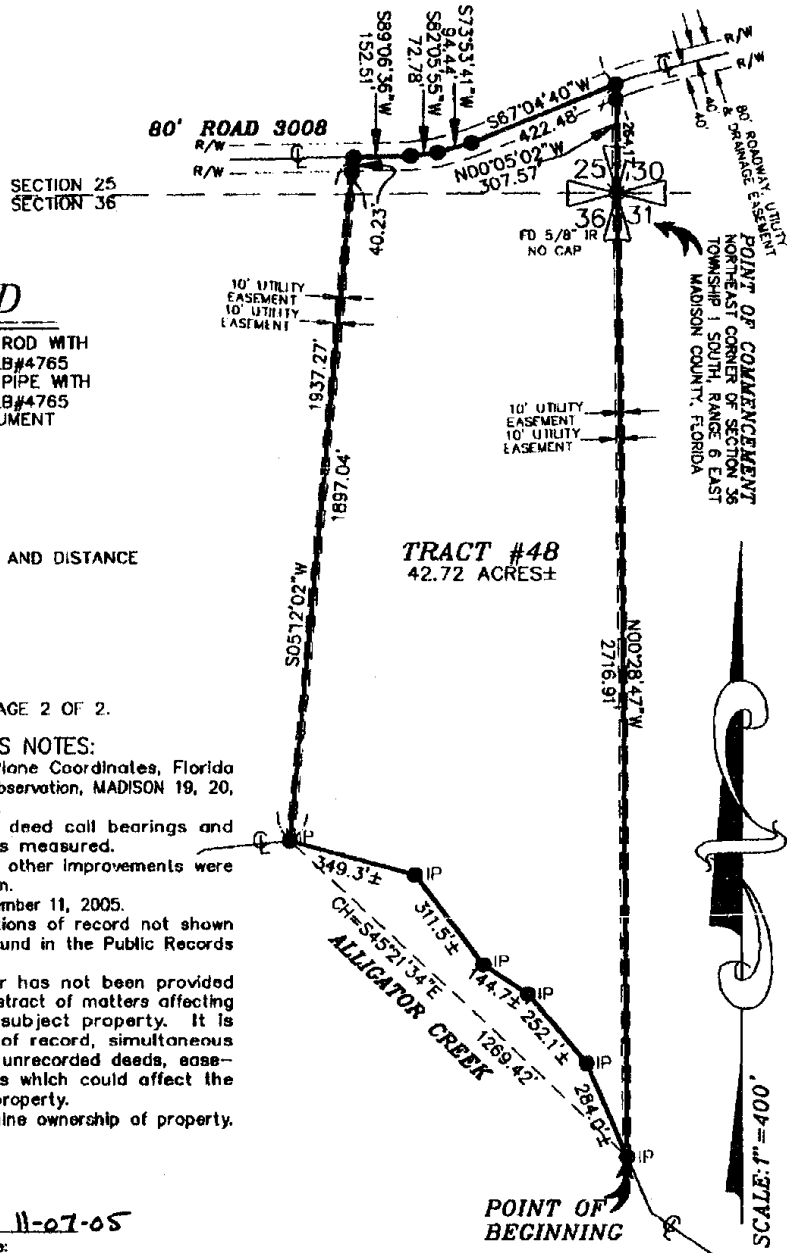 S89°06'36"W
152.51'
S82°05'55"W
72.78'
S73°53'41"W
94.44'
S67°04'40"W
422.48'
R/W
℄
R/W
40'
40'
80' ROADWAY, UTILITY
& DRAINAGE EASEMENT
80' ROAD 3008
R/W
℄
R/W
N00°05'02"W
307.57'
SECTION 25
SECTION 36
40.23'
25
30
36
31
FD 5/8" IR
NO CAP
POINT OF COMMENCEMENT
NORTHEAST CORNER OF SECTION 36
TOWNSHIP 1 SOUTH, RANGE 6 EAST
MADISON COUNTY, FLORIDA
10' UTILITY
EASEMENT
10' UTILITY
EASEMENT
D
ROD WITH
LB#4765
PIPE WITH
LB#4765
UMENT
1937.27'
1897.04'
S05°12'02"W
10' UTILITY
EASEMENT
10' UTILITY
EASEMENT
AND DISTANCE
TRACT #48
42.72 ACRES±
N00°28'47"W
2716.91'
AGE 2 OF 2.
S NOTES:
Plane Coordinates, Florida
bservation, MADISON 19, 20,
deed call bearings and
s measured.
other improvements were
n.
mber 11, 2005.
tions of record not shown
und in the Public Records
r has not been provided
stract of matters affecting
subject property. It is
of record, simultaneous
unrecorded deeds, ease-
s which could affect the
property.
ine ownership of property.
℄
IP
349.3'±
IP
311.5'±
IP
144.7±
IP
252.1'±
IP
284.0'±
IP
CH=S45°21'34"E
1269.42'
ALLIGATOR CREEK
POINT OF
BEGINNING
℄
SCALE: 1"=400'
11-07-05
e: